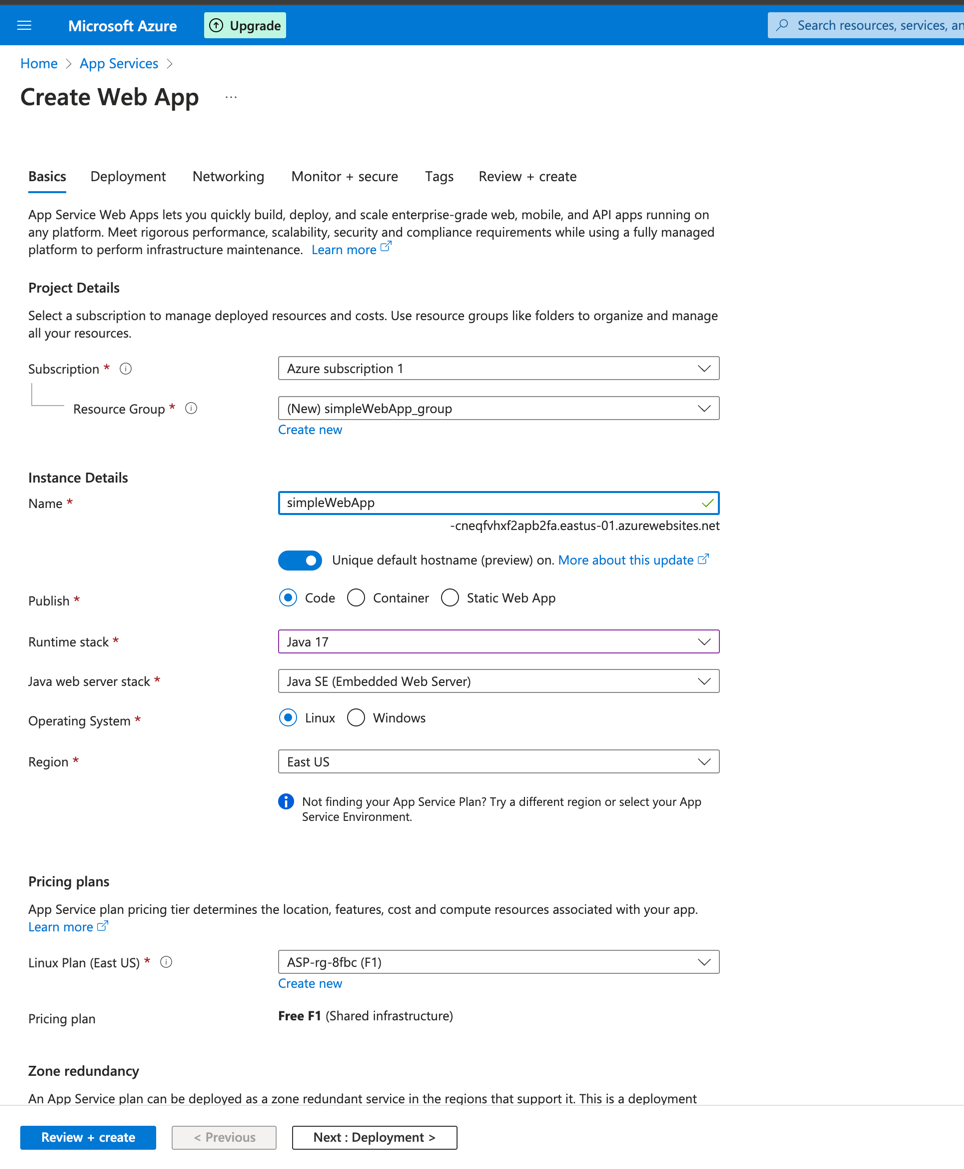 Microsoft Azure
Upgrade
Search resources, services, an
Home > App Services >
Create Web App ...
Basics Deployment Networking Monitor + secure Tags Review + create
App Service Web Apps lets you quickly build, deploy, and scale enterprise-grade web, mobile, and API apps running on
any platform. Meet rigorous performance, scalability, security and compliance requirements while using a fully managed
platform to perform infrastructure maintenance. Learn more
Project Details
Select a subscription to manage deployed resources and costs. Use resource groups like folders to organize and manage
all your resources.
Subscription *
Azure subscription 1
Resource Group *
(New) simpleWebApp_group
Create new
Instance Details
Name *
simpleWebApp
-cneqfvhxf2apb2fa.eastus-01.azurewebsites.net
Unique default hostname (preview) on. More about this update
Publish *
Code Container Static Web App
Runtime stack *
Java 17
Java web server stack *
Java SE (Embedded Web Server)
Operating System *
Linux Windows
Region *
East US
Not finding your App Service Plan? Try a different region or select your App
Service Environment.
Pricing plans
App Service plan pricing tier determines the location, features, cost and compute resources associated with your app.
Learn more
Linux Plan (East US) *
ASP-rg-8fbc (F1)
Create new
Pricing plan
Free F1 (Shared infrastructure)
Zone redundancy
An App Service plan can be deployed as a zone redundant service in the regions that support it. This is a deployment
Review + create < Previous Next : Deployment >